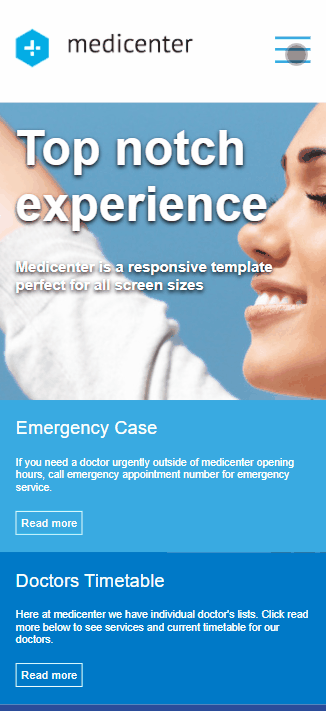 medicenter
Top notch
experience
Medicenter is a responsive template
perfect for all screen sizes
Emergency Case
If you need a doctor urgently outside of medicenter opening
hours, call emergency appointment number for emergency
service.
Read more
Doctors Timetable
Here at medicenter we have individual doctor's lists. Click read
more below to see services and current timetable for our
doctors.
Read more